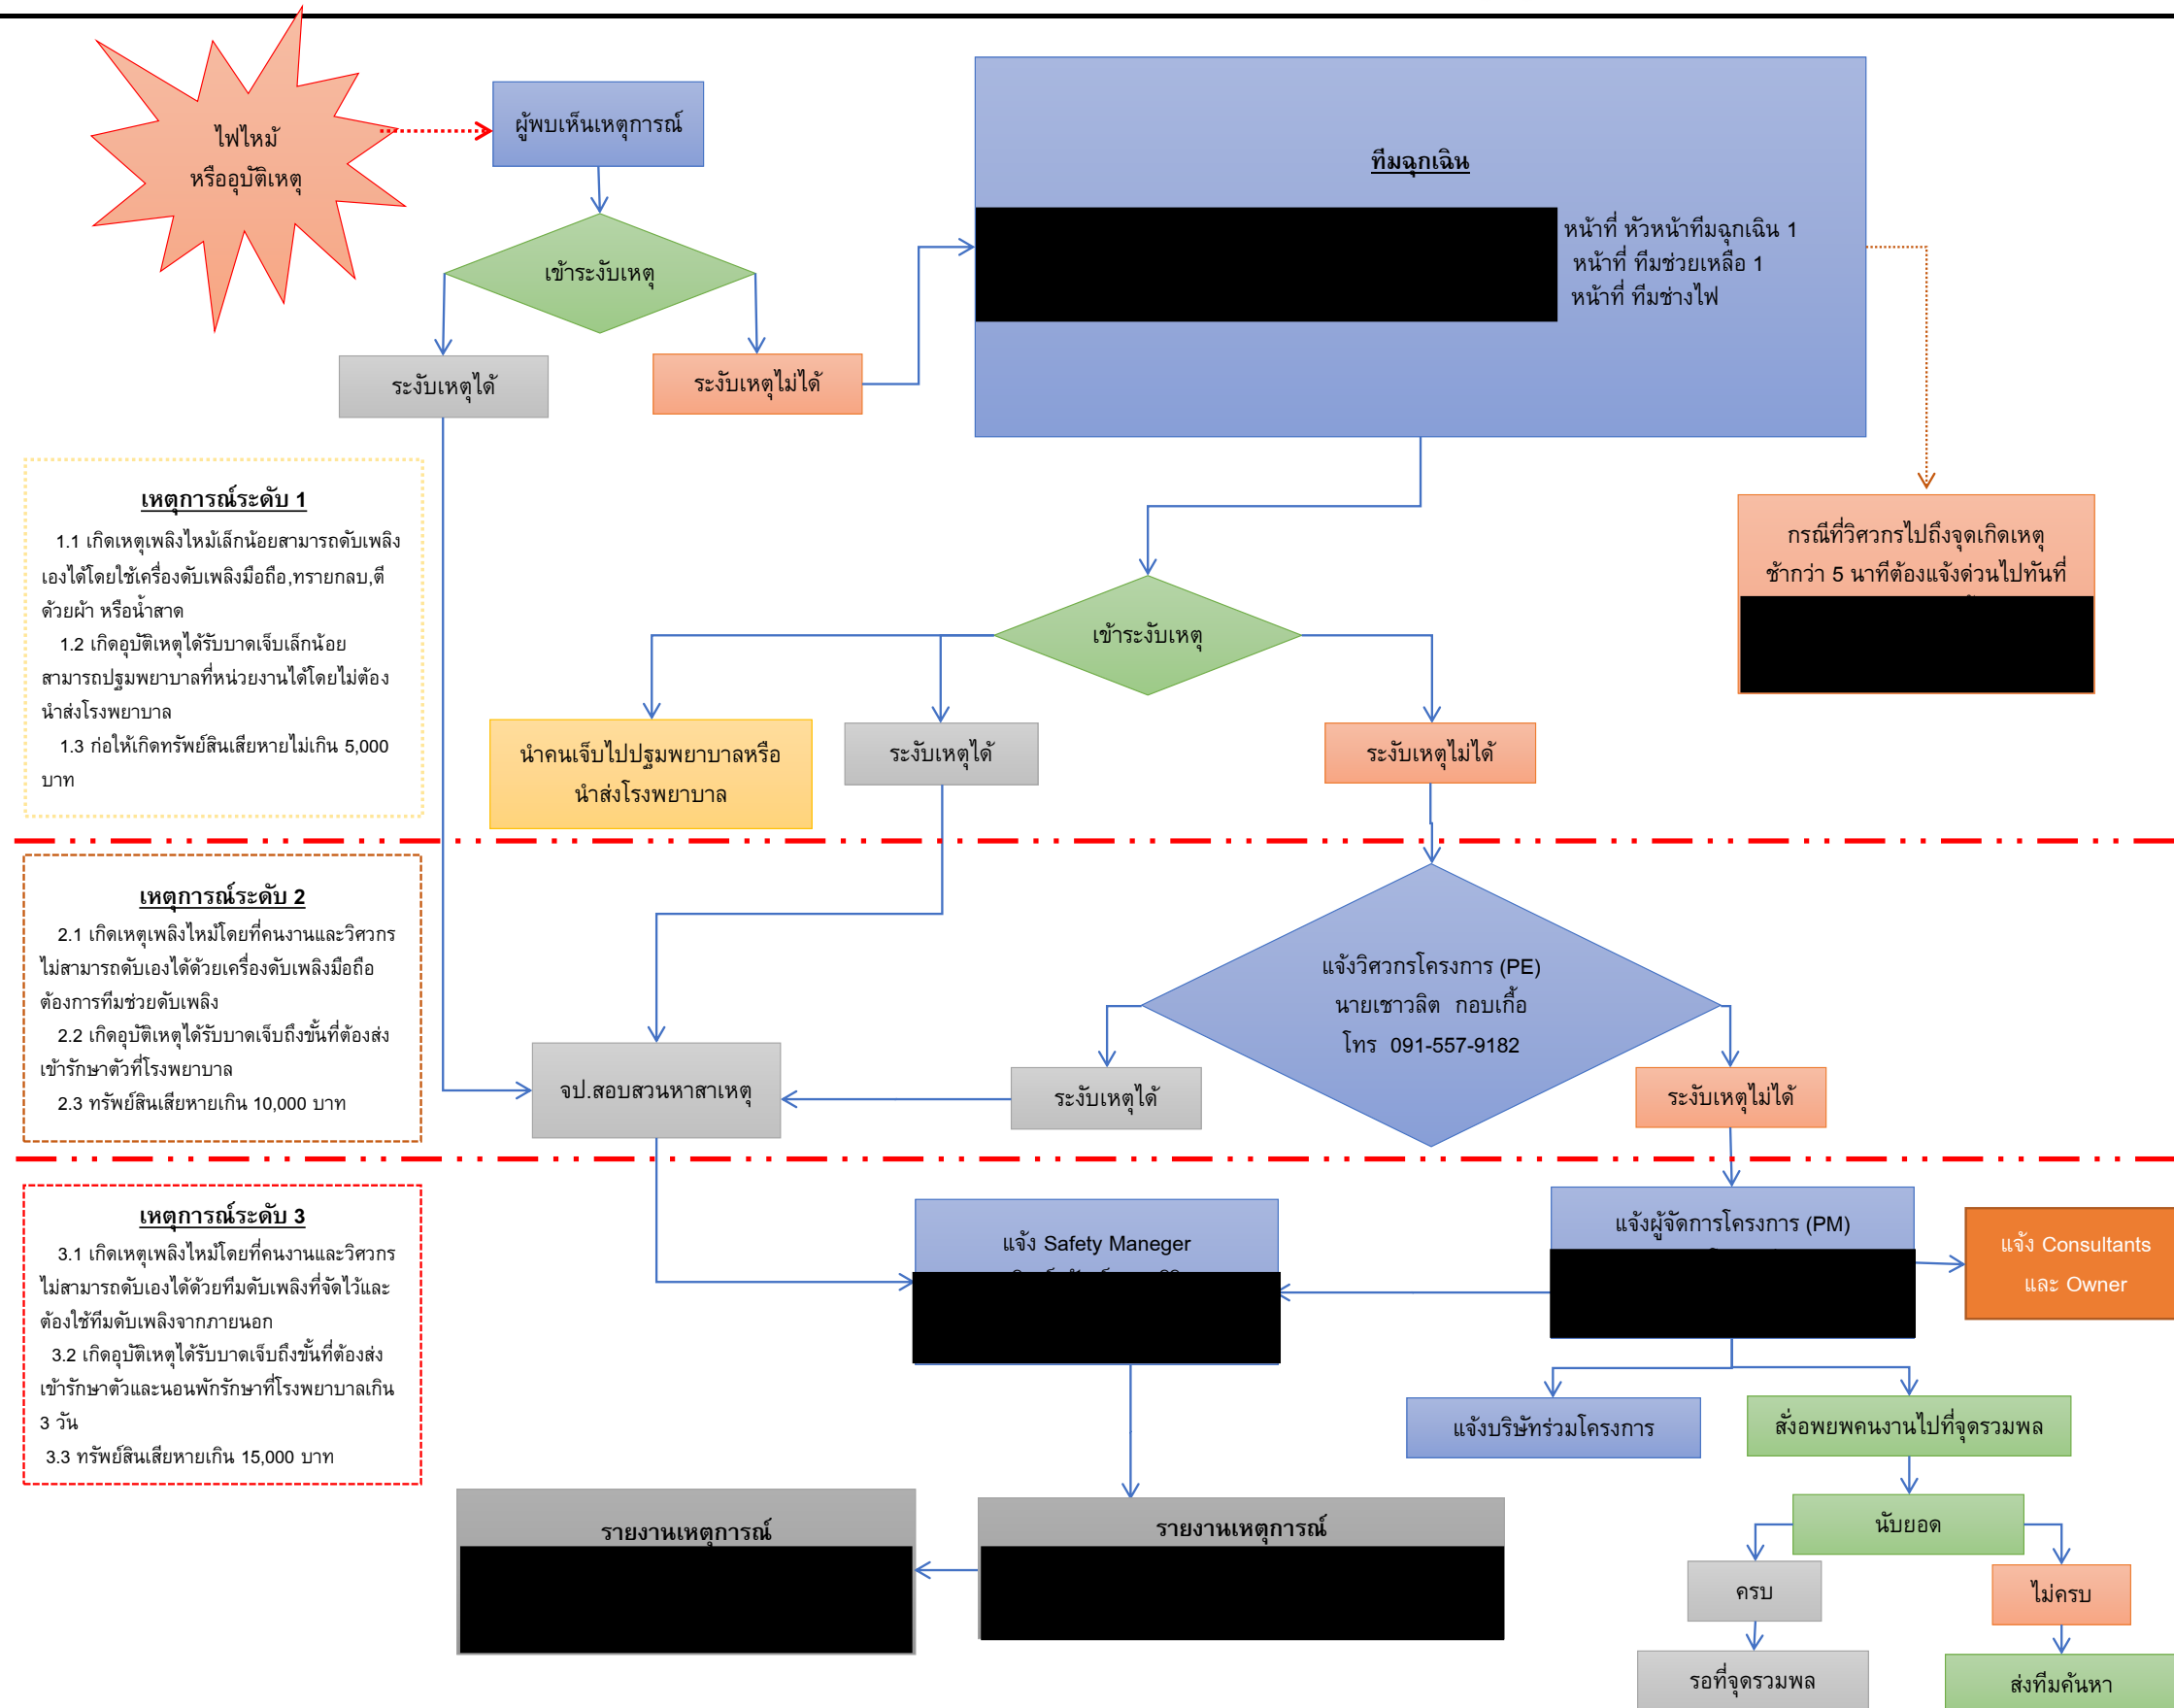 ไฟไหม้
หรืออุบัติเหตุ
ผู้พบเห็นเหตุการณ์
เข้าระงับเหตุ
ระงับเหตุได้
ระงับเหตุไม่ได้
ทีมฉุกเฉิน
หน้าที่ หัวหน้าทีมฉุกเฉิน 1
หน้าที่ ทีมช่วยเหลือ 1
หน้าที่ ทีมช่างไฟ
กรณีที่วิศวกรไปถึงจุดเกิดเหตุ
ช้ากว่า 5 นาทีต้องแจ้งด่วนไปทันที่
เหตุการณ์ระดับ 1
1.1 เกิดเหตุเพลิงไหม้เล็กน้อยสามารถดับเพลิง
เองได้โดยใช้เครื่องดับเพลิงมือถือ,ทรายกลบ,ตี
ด้วยผ้า หรือน้ำสาด
1.2 เกิดอุบัติเหตุได้รับบาดเจ็บเล็กน้อย
สามารถปฐมพยาบาลที่หน่วยงานได้โดยไม่ต้อง
นำส่งโรงพยาบาล
1.3 ก่อให้เกิดทรัพย์สินเสียหายไม่เกิน 5,000
บาท
เข้าระงับเหตุ
นำคนเจ็บไปปฐมพยาบาลหรือ
นำส่งโรงพยาบาล
ระงับเหตุได้
ระงับเหตุไม่ได้
เหตุการณ์ระดับ 2
2.1 เกิดเหตุเพลิงไหม้โดยที่คนงานและวิศวกร
ไม่สามารถดับเองได้ด้วยเครื่องดับเพลิงมือถือ
ต้องการทีมช่วยดับเพลิง
2.2 เกิดอุบัติเหตุได้รับบาดเจ็บถึงขั้นที่ต้องส่ง
เข้ารักษาตัวที่โรงพยาบาล
2.3 ทรัพย์สินเสียหายเกิน 10,000 บาท
แจ้งวิศวกรโครงการ (PE)
นายเชาวลิต กอบเกื้อ
โทร 091-557-9182
จป.สอบสวนหาสาเหตุ
ระงับเหตุได้
ระงับเหตุไม่ได้
เหตุการณ์ระดับ 3
3.1 เกิดเหตุเพลิงไหม้โดยที่คนงานและวิศวกร
ไม่สามารถดับเองได้ด้วยทีมดับเพลิงที่จัดไว้และ
ต้องใช้ทีมดับเพลิงจากภายนอก
3.2 เกิดอุบัติเหตุได้รับบาดเจ็บถึงขั้นที่ต้องส่ง
เข้ารักษาตัวและนอนพักรักษาที่โรงพยาบาลเกิน
3 วัน
3.3 ทรัพย์สินเสียหายเกิน 15,000 บาท
แจ้ง Safety Maneger
แจ้งผู้จัดการโครงการ (PM)
แจ้ง Consultants
และ Owner
แจ้งบริษัทร่วมโครงการ
สั่งอพยพคนงานไปที่จุดรวมพล
รายงานเหตุการณ์
รายงานเหตุการณ์
นับยอด
ครบ
ไม่ครบ
รอที่จุดรวมพล
ส่งทีมค้นหา